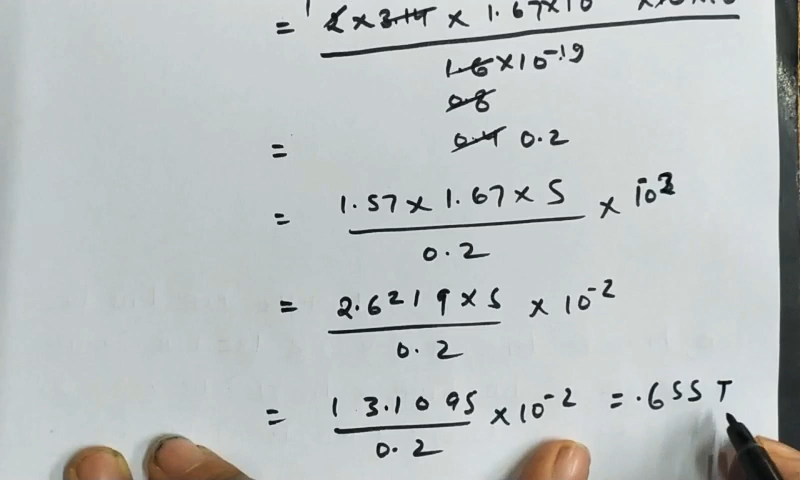 = 2 × 3.14 × 1.67×10
1.6×10-19
0.8
= 0.4 0.2
= 1.57 × 1.67 × 5 × 10-2
0.2
= 2.6219 × 5 × 10-2
0.2
= 13.1095 × 10-2 = .655 T
0.2